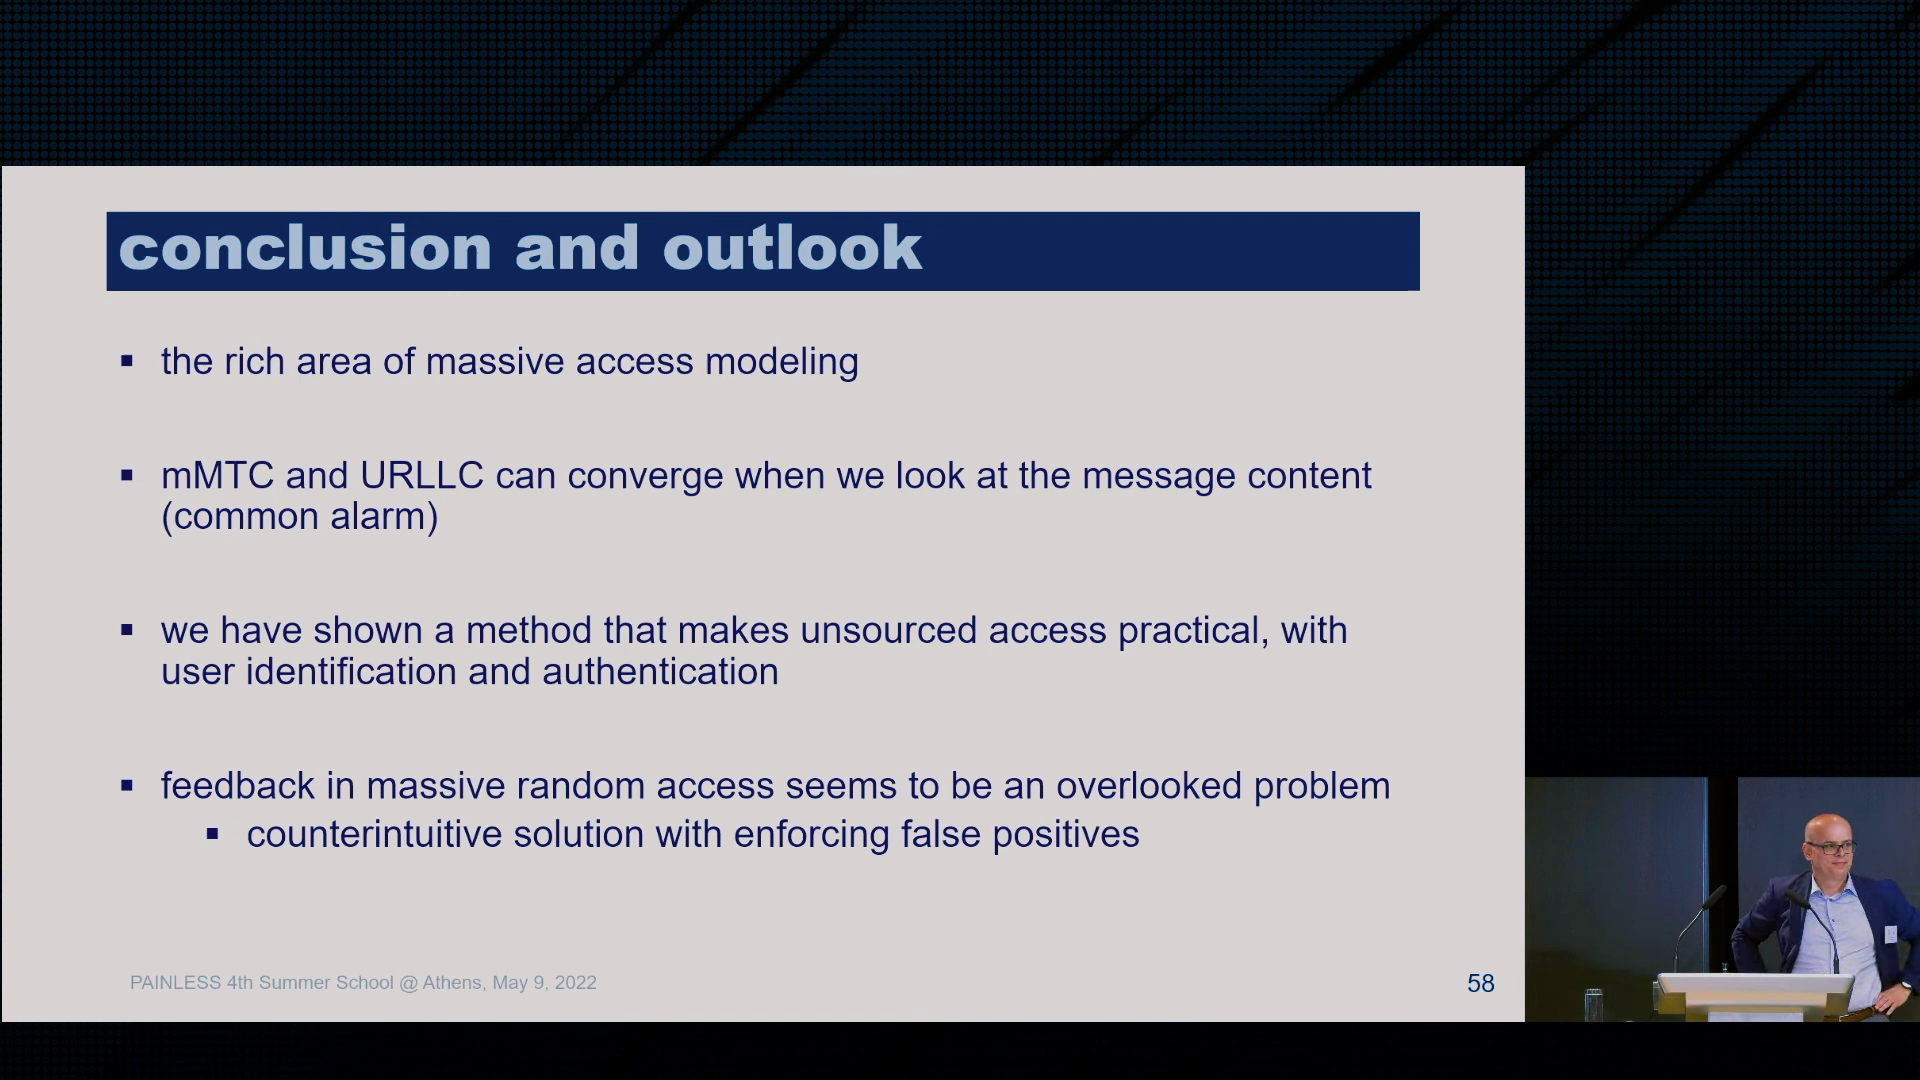 conclusion and outlook
▪ the rich area of massive access modeling
▪ mMTC and URLLC can converge when we look at the message content
(common alarm)
▪ we have shown a method that makes unsourced access practical, with
user identification and authentication
▪ feedback in massive random access seems to be an overlooked problem
▪ counterintuitive solution with enforcing false positives
PAINLESS 4th Summer School @ Athens, May 9, 2022
58